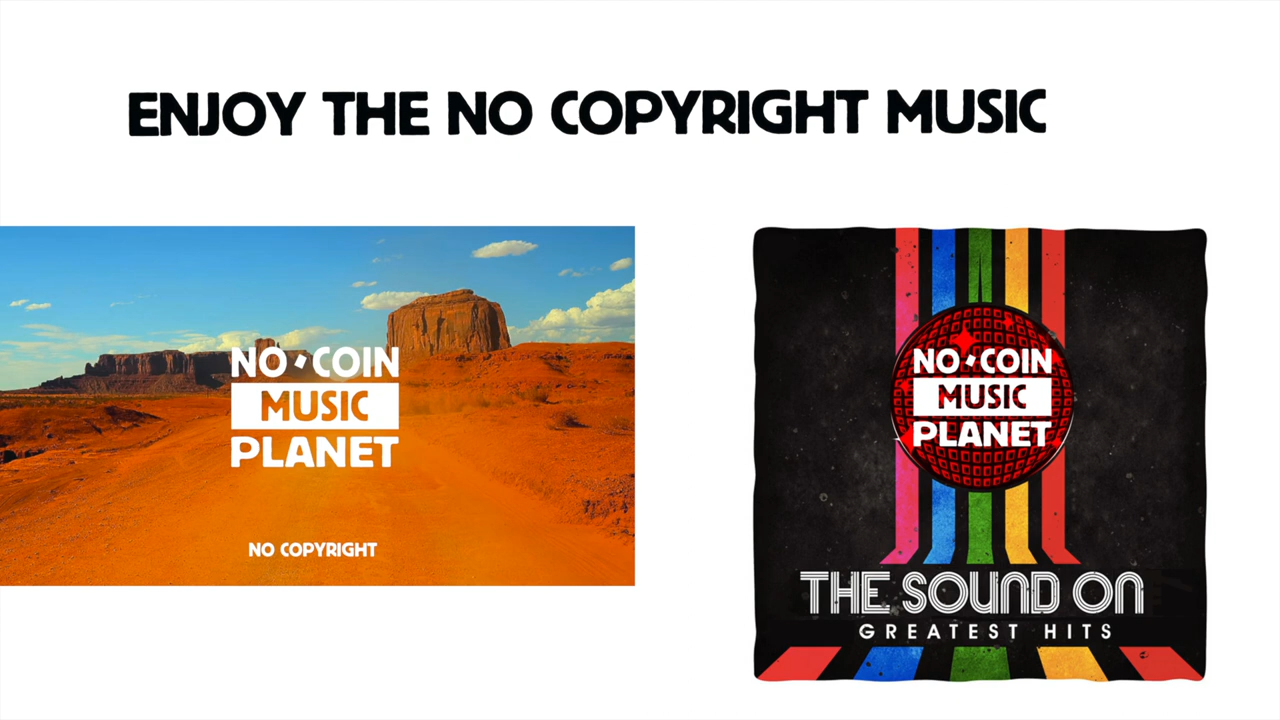 ENJOY THE NO COPYRIGHT MUSIC
NO COIN
MUSIC
PLANET
NO COPYRIGHT
NO COIN
MUSIC
PLANET
THE SOUND ON
GREATEST HITS